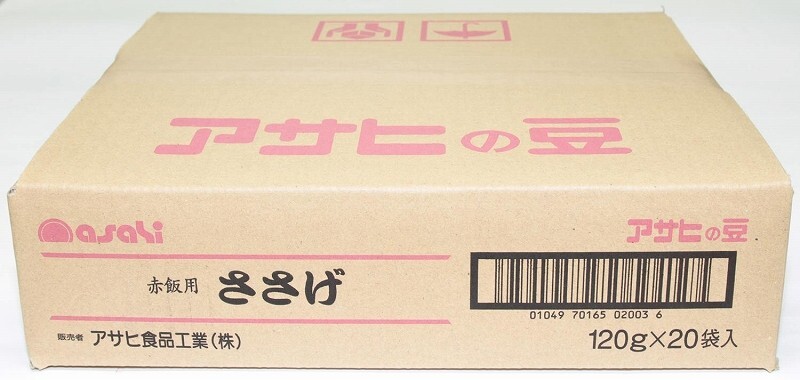 アサヒの豆
asahi
アサヒの豆
赤飯用 ささげ
01049 70165 02003 6
販売者 アサヒ食品工業(株)
120g×20袋入